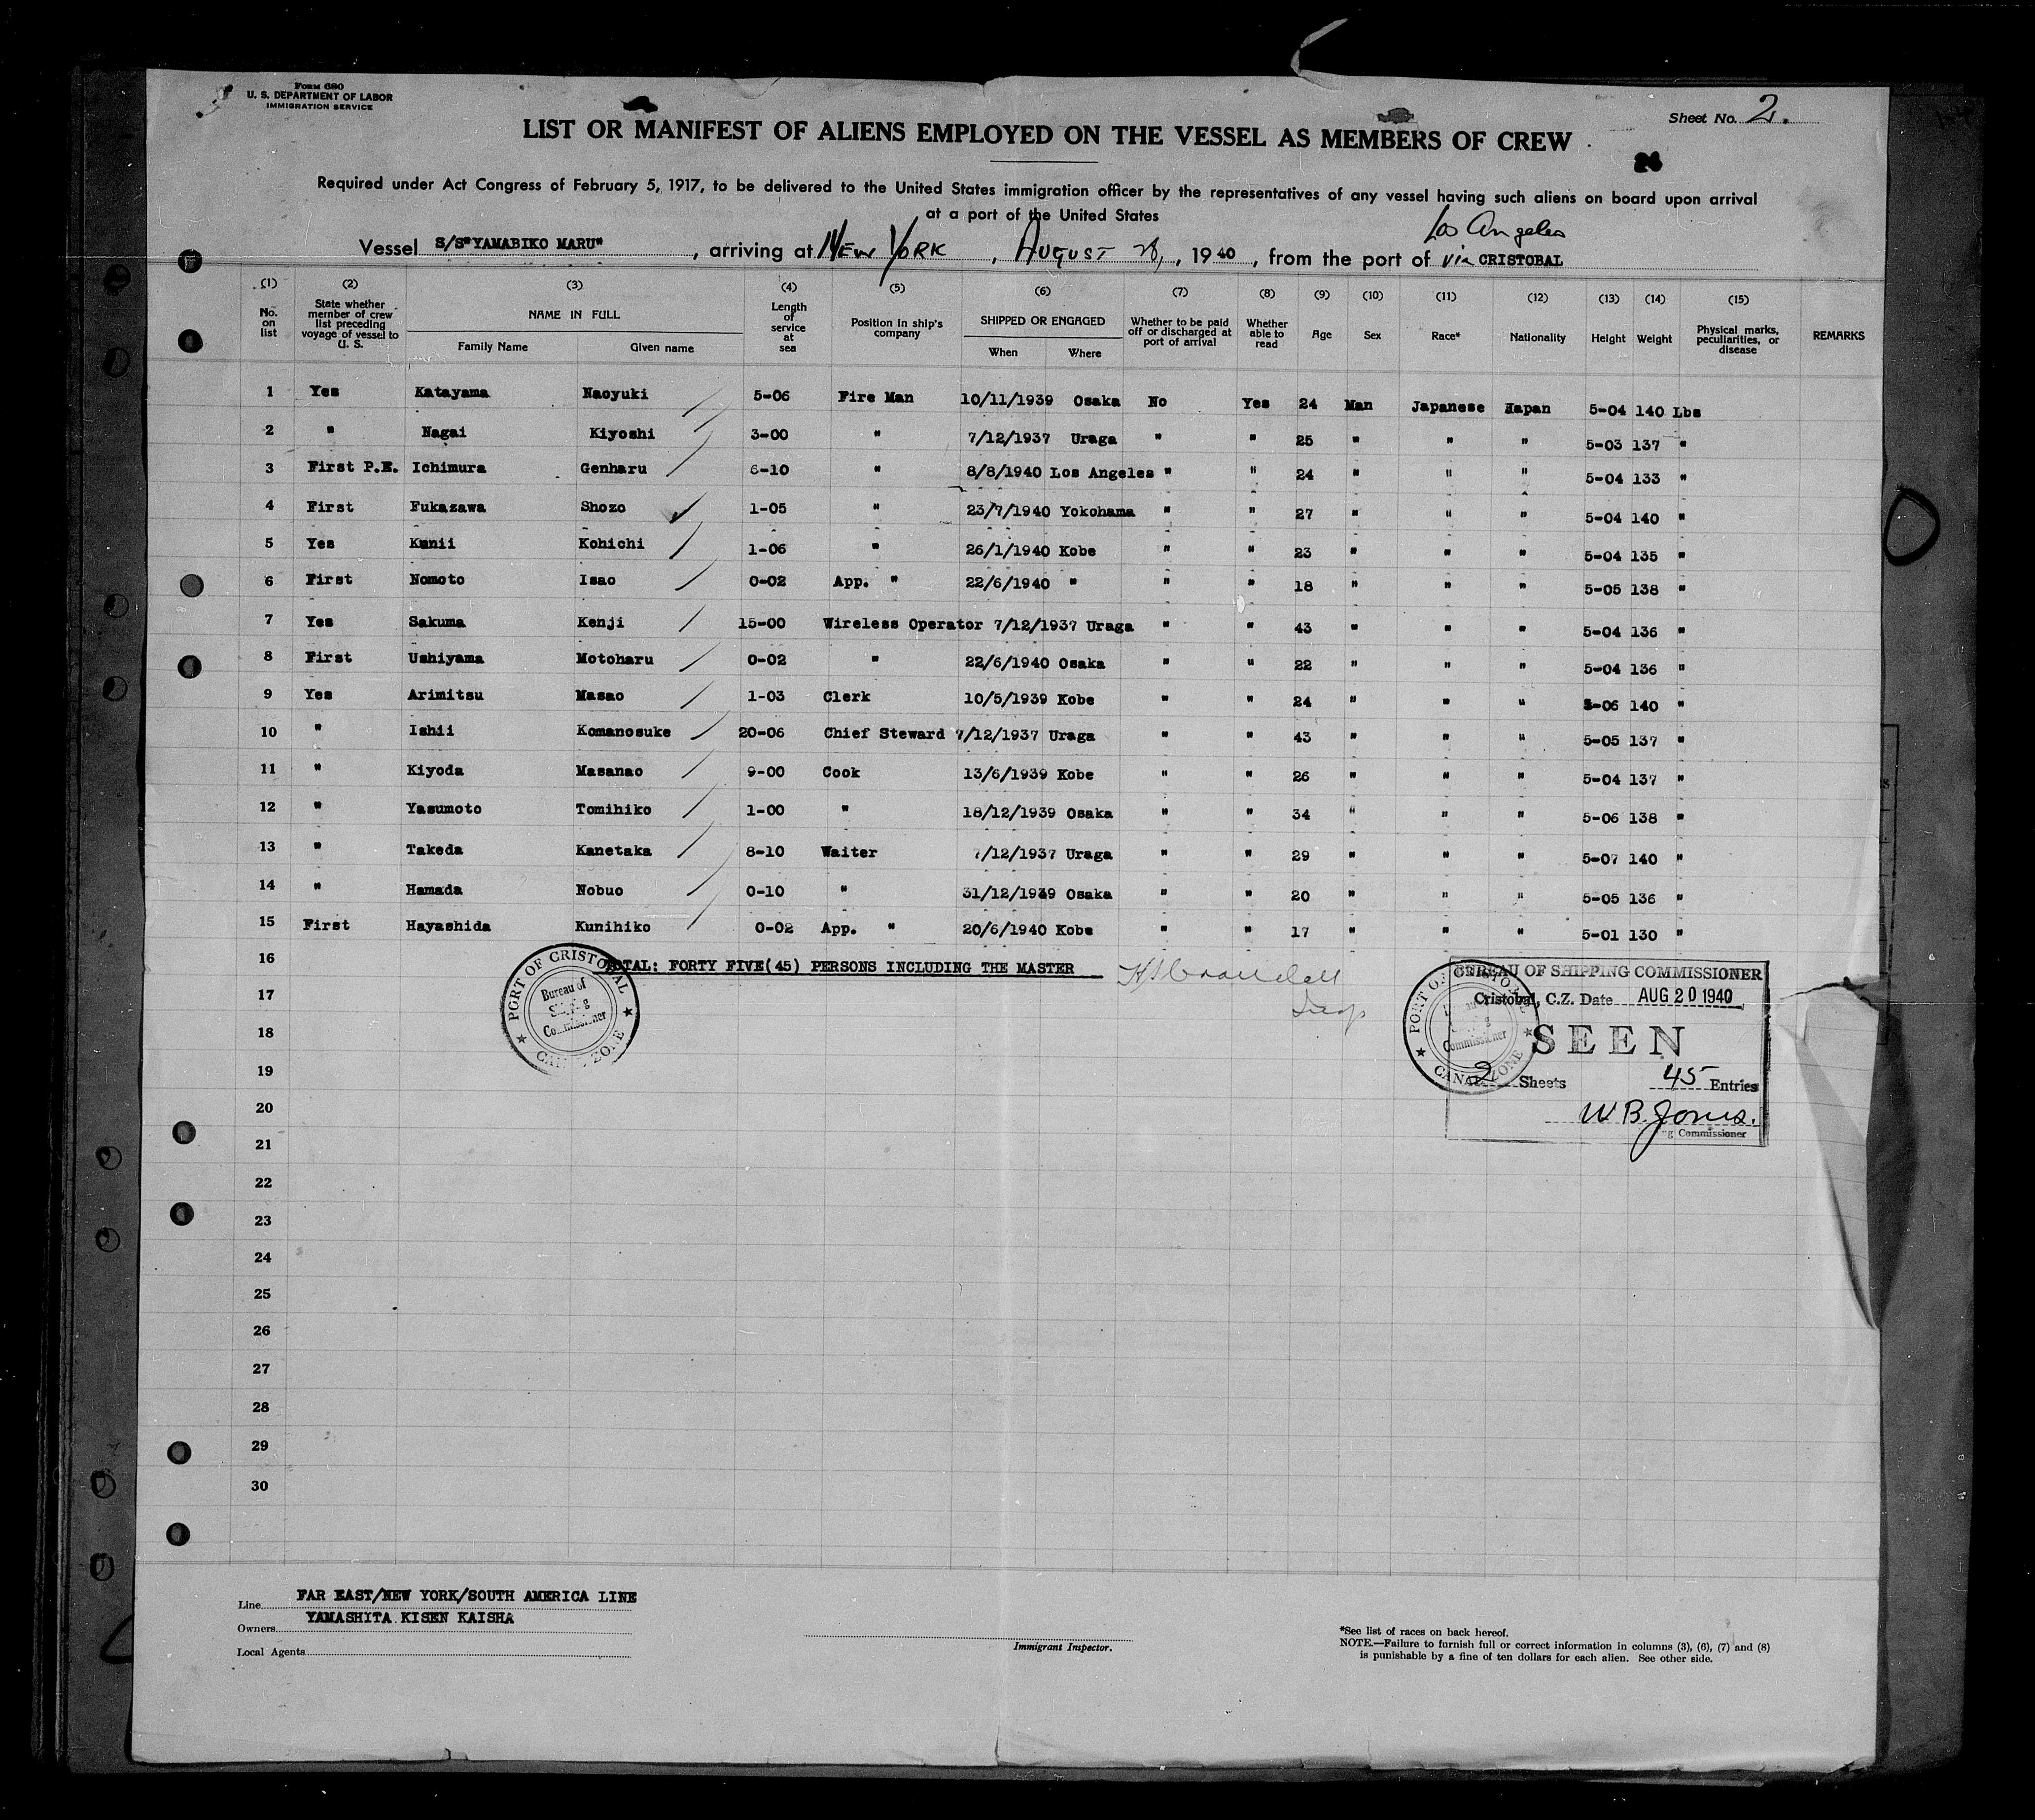 Form 680
U. S. DEPARTMENT OF LABOR
IMMIGRATION SERVICE
Sheet No. 2.
LIST OR MANIFEST OF ALIENS EMPLOYED ON THE VESSEL AS MEMBERS OF CREW
Required under Act Congress of February 5, 1917, to be delivered to the United States immigration officer by the representatives of any vessel having such aliens on board upon arrival
at a port of the United States
Los Angeles
Vessel S/S"YAMABIKO MARU", arriving at NEW YORK, AUGUST 28, 1940, from the port of via CRISTOBAL
(1) (2) (3) (4) (5) (6) (7) (8) (9) (10) (11) (12) (13) (14) (15)
No. on list State whether member of crew list preceding voyage of vessel to U. S. NAME IN FULL Family Name Given name Length of service at sea Position in ship's company SHIPPED OR ENGAGED When Where Whether to be paid off or discharged at port of arrival Whether able to read Age Sex Race* Nationality Height Weight Physical marks, peculiarities, or disease REMARKS
1 Yes Katayama Naoyuki 5-06 Fire Man 10/11/1939 Osaka No Yes 24 Man Japanese Hapan 5-04 140 Lbs
2 " Nagai Kiyoshi 3-00 " 7/12/1937 Uraga " " 25 " " " 5-03 137 "
3 First P.E. Ichimura Genharu 6-10 " 8/8/1940 Los Angeles " " 24 " " " 5-04 133 "
4 First Fukazawa Shozo 1-05 " 23/7/1940 Yokohama " " 27 " " " 5-04 140 "
5 Yes Kunii Kohichi 1-06 " 26/1/1940 Kobe " " 23 " " " 5-04 135 "
6 First Nomoto Isao 0-02 App. " 22/6/1940 " " " 18 " " " 5-05 138 "
7 Yes Sakuma Kenji 15-00 Wireless Operator 7/12/1937 Uraga " " 43 " " " 5-04 136 "
8 First Ushiyama Motoharu 0-02 " 22/6/1940 Osaka " " 22 " " " 5-04 136 "
9 Yes Arimitsu Masao 1-03 Clerk 10/5/1939 Kobe " " 24 " " " 5-06 140 "
10 " Ishii Komanosuke 20-06 Chief Steward 7/12/1937 Uraga " " 43 " " " 5-05 137 "
11 " Kiyoda Masanao 9-00 Cook 13/6/1939 Kobe " " 26 " " " 5-04 137 "
12 " Yasumoto Tomihiko 1-00 " 18/12/1939 Osaka " " 34 " " " 5-06 138 "
13 " Takeda Kanetaka 8-10 Waiter 7/12/1937 Uraga " " 29 " " " 5-07 140 "
14 " Hamada Nobuo 0-10 " 31/12/1939 Osaka " " 20 " " " 5-05 136 "
15 First Hayashida Kunihiko 0-02 App. " 20/6/1940 Kobe " " 17 " " " 5-01 130 "
16 TOTAL: FORTY FIVE(45) PERSONS INCLUDING THE MASTER
PORT OF CRISTOBAL
Bureau of
Shipping
Commissioner
CANAL ZONE
PORT OF CRISTOBAL
Commissioner
CANAL ZONE
BUREAU OF SHIPPING COMMISSIONER
Cristobal, C.Z. Date AUG 20 1940
SEEN
2 Sheets 45 Entries
W B. Jones.
Commissioner
17
18
19
20
21
22
23
24
25
26
27
28
29
30
Line FAR EAST/NEW YORK/SOUTH AMERICA LINE
Owners YAMASHITA KISEN KAISHA
Local Agents
Immigrant Inspector.
*See list of races on back hereof.
NOTE.—Failure to furnish full or correct information in columns (3), (6), (7) and (8)
is punishable by a fine of ten dollars for each alien. See other side.